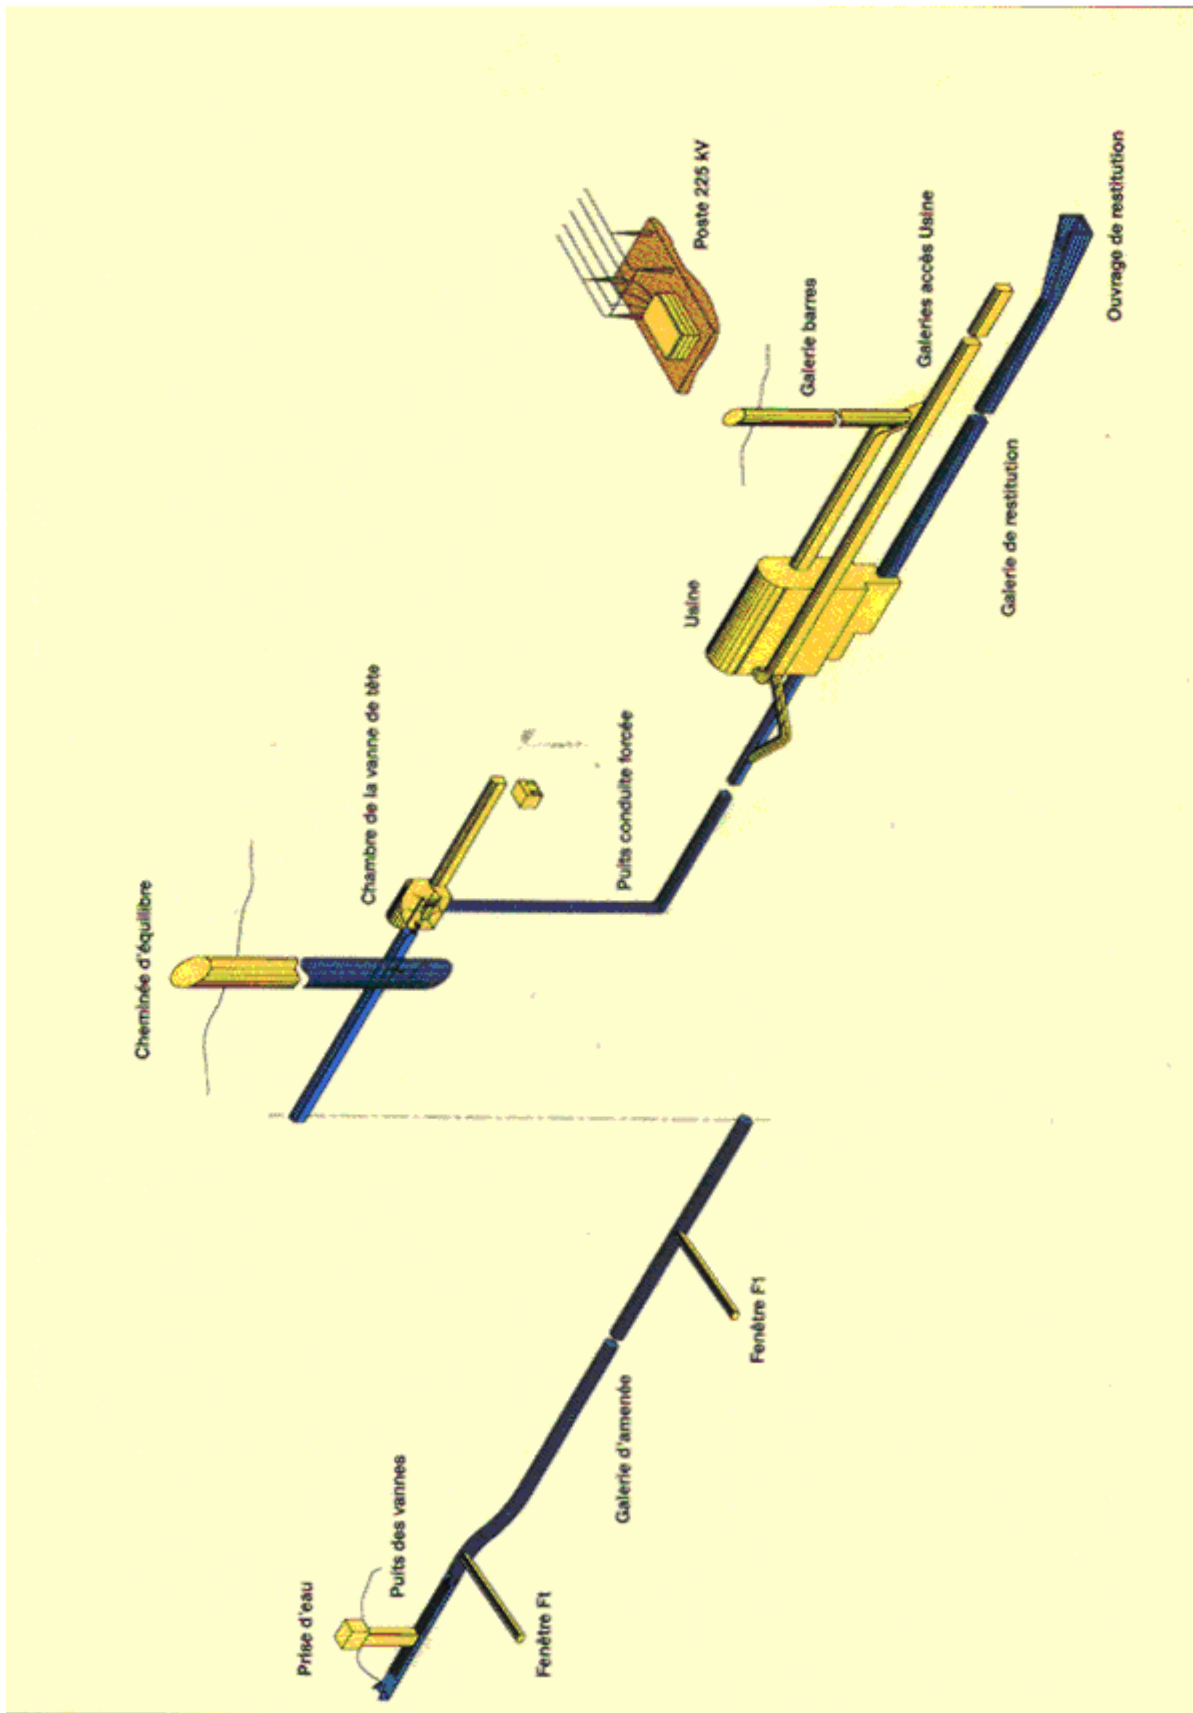 Prise d'eau
Puits des vannes
Fenêtre Ft
Galerie d'amenée
Fenêtre F1
Cheminée d'équilibre
Chambre de la vanne de tête
Puits conduite forcée
Usine
Poste 225 kV
Galerie barres
Galeries accès Usine
Galerie de restitution
Ouvrage de restitution